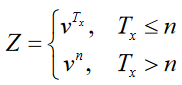 Z = { v^{T_x}, T_x ≤ n
v^n, T_x > n